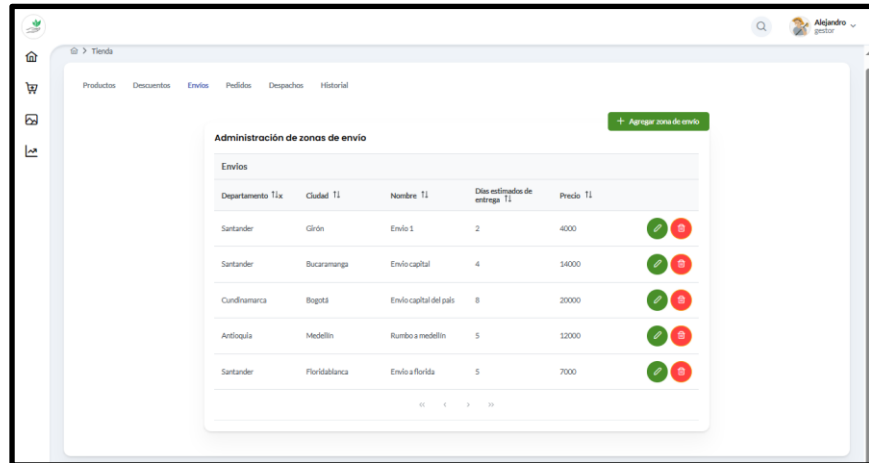 Alejandro
gestor
Tienda
Productos Descuentos Envíos Pedidos Despachos Historial
+ Agregar zona de envío
Administración de zonas de envío
Envíos
Departamento Ciudad Nombre Días estimados de entrega Precio
Santander Girón Envío 1 2 4000
Santander Bucaramanga Envío capital 4 14000
Cundinamarca Bogotá Envío capital del país 8 20000
Antioquia Medellín Rumbo a medellín 5 12000
Santander Floridablanca Envío a florida 5 7000